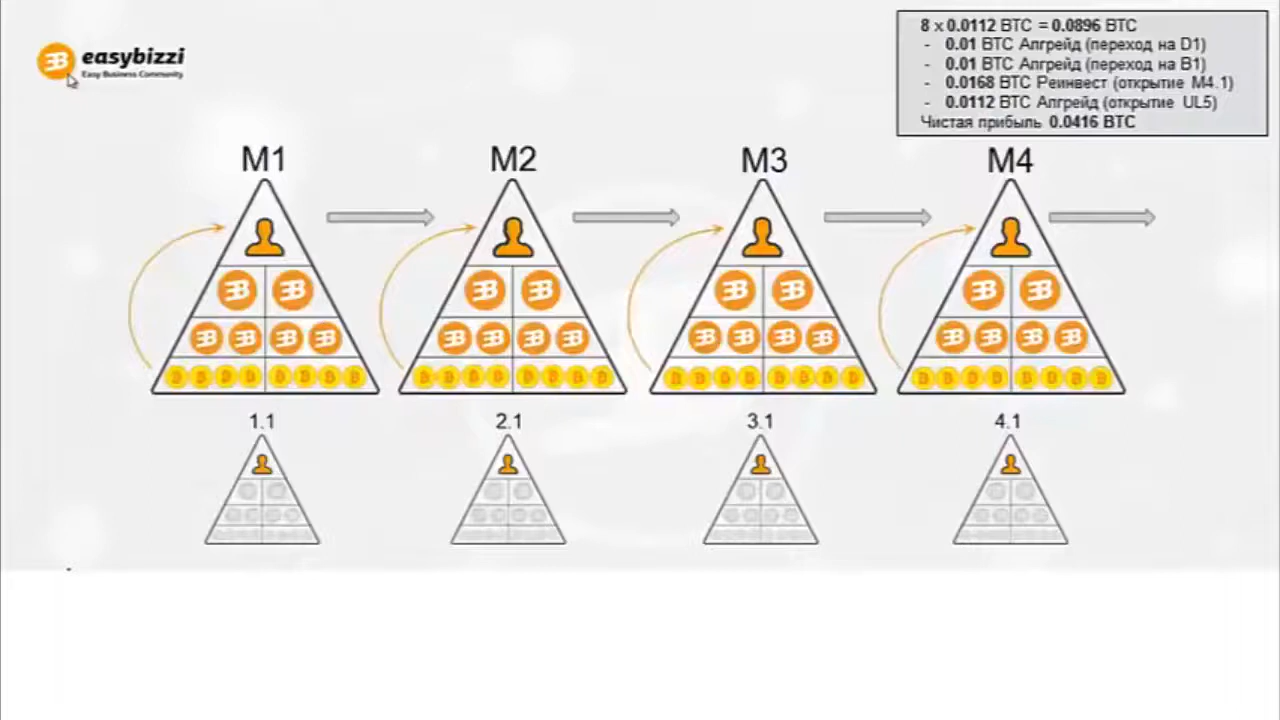 easybizzi
Easy Business Community
8 x 0.0112 BTC = 0.0896 BTC
- 0.01 BTC Апгрейд (переход на D1)
- 0.01 BTC Апгрейд (переход на B1)
- 0.0168 BTC Реинвест (открытие M4.1)
- 0.0112 BTC Апгрейд (открытие UL5)
Чистая прибыль 0.0416 BTC
M1
M2
M3
M4
1.1
2.1
3.1
4.1